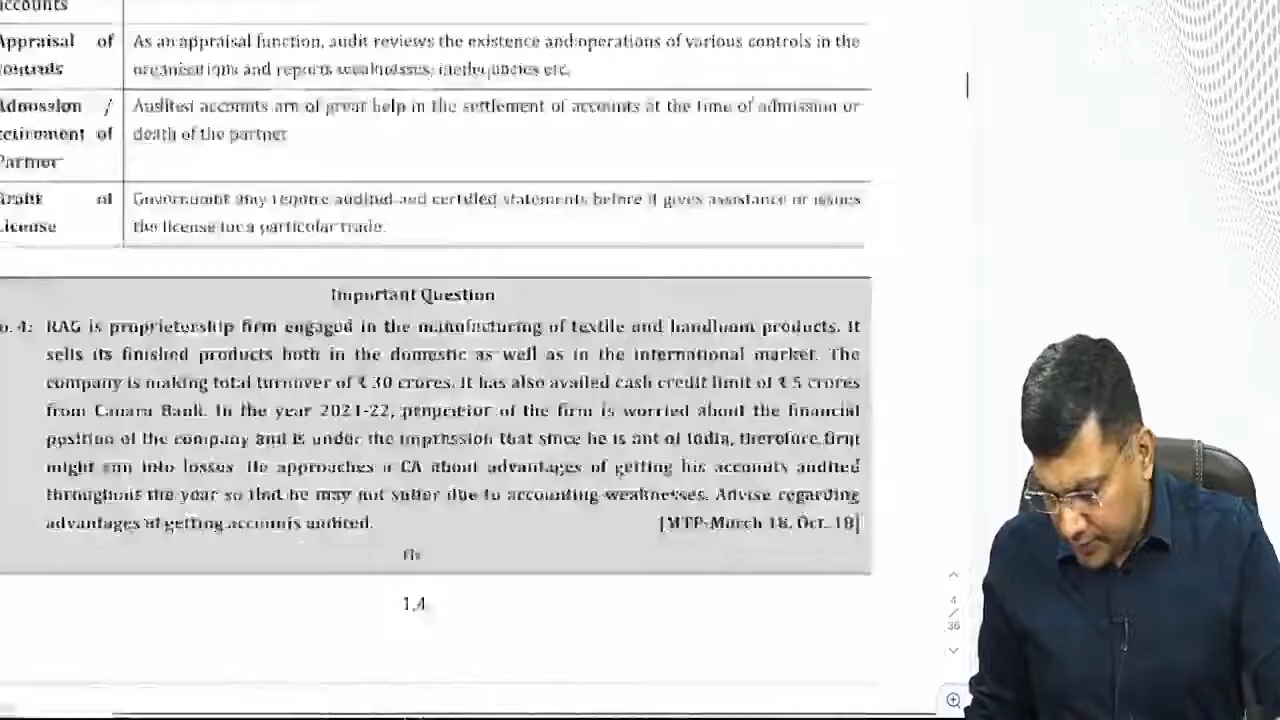 accounts
Appraisal of
controls
As an appraisal function, audit reviews the existence and operations of various controls in the
organisations and reports weaknesses, inadequacies etc.
Admission /
retirement of
Partner
Audited accounts are of great help in the settlement of accounts at the time of admission or
death of the partner
Grant of
License
Government may require audited and certified statements before it gives assistance or issues
the license for a particular trade.
Important Question
o. 4: RAG is proprietorship firm engaged in the manufacturing of textile and handloom products. It
sells its finished products both in the domestic as well as in the international market. The
company is making total turnover of ₹ 30 crores. It has also availed cash credit limit of ₹ 5 crores
from Canara Bank. In the year 2021-22, proprietor of the firm is worried about the financial
position of the company and is under the impression that since he is out of India, therefore firm
might run into losses. He approaches a CA about advantages of getting his accounts audited
throughout the year so that he may not suffer due to accounting weaknesses. Advise regarding
advantages of getting accounts audited. [MTP-March 18, Oct. 18]
Or
1.4
4
/
36